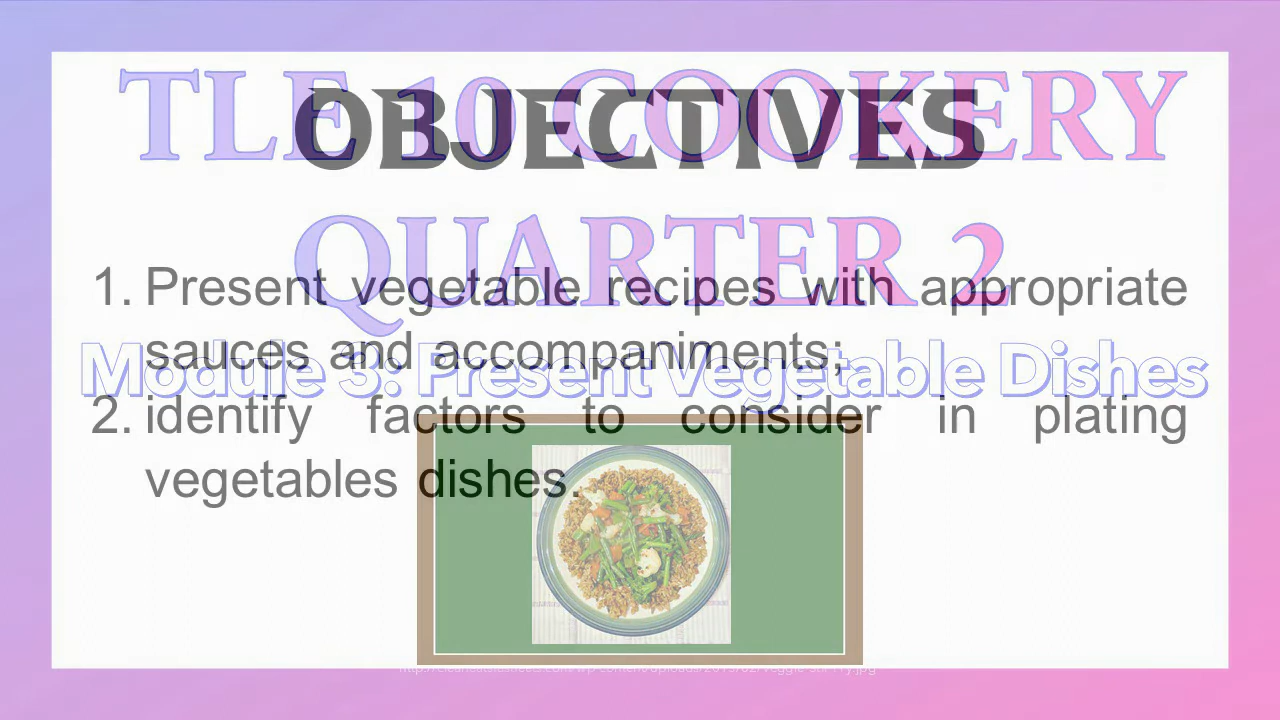 TLE 10 COOKERY
OBJECTIVES
QUARTER 2
1. Present vegetable recipes with appropriate
sauces and accompaniments;
Module 3: Present Vegetable Dishes
2. identify factors to consider in plating
vegetables dishes.